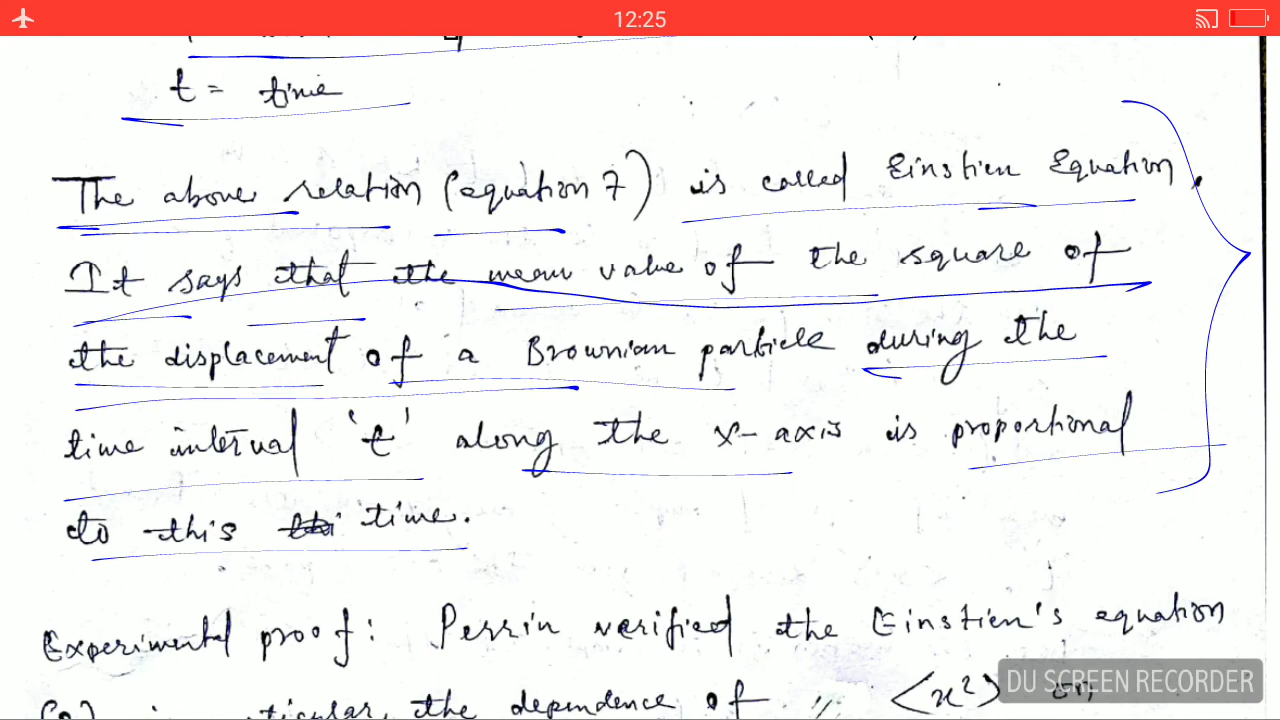 12:25
t = time
The above relation (equation 7) is called Einstien Equation.
It says that the mean value of the square of
the displacement of a Brownian particle during the
time interval 't' along the x-axis is proportional
to this time.
Experimental proof: Perrin verified the Einstien's equation
the dependence of <x²> on
DU SCREEN RECORDER